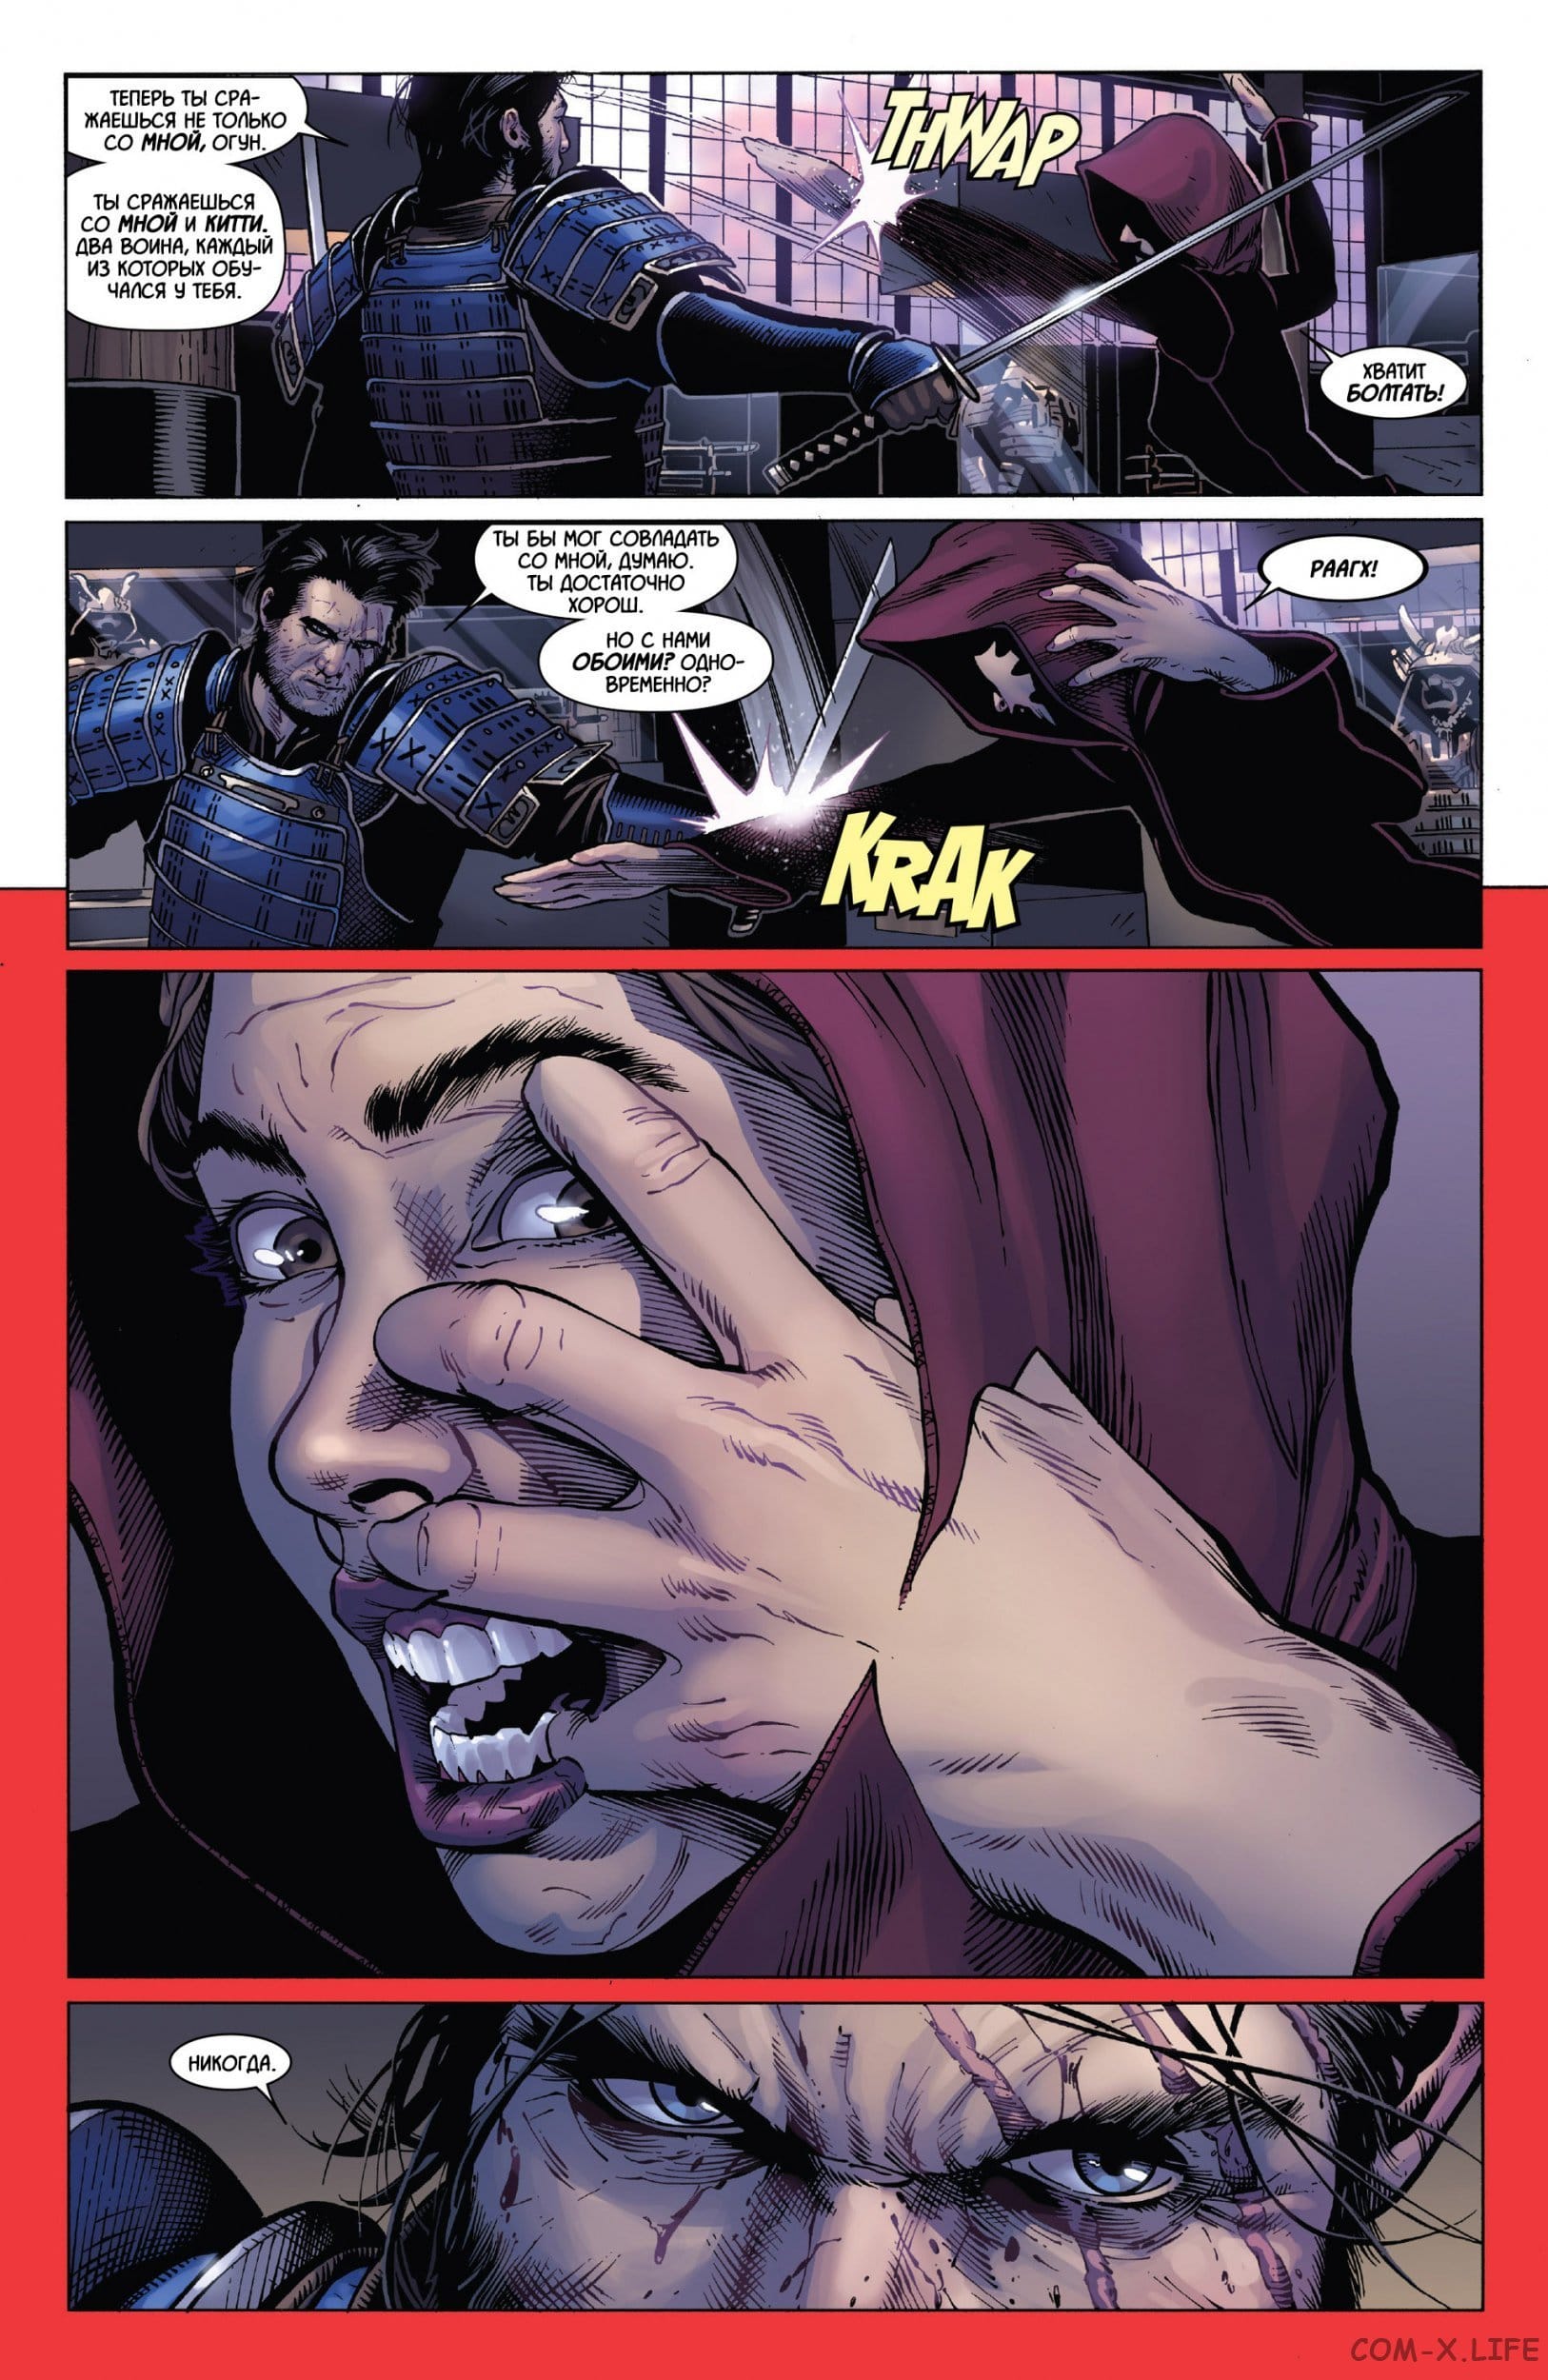 ТЕПЕРЬ ТЫ СРА-
ЖАЕШЬСЯ НЕ ТОЛЬКО
СО МНОЙ, ОГУН.
ТЫ СРАЖАЕШЬСЯ
СО МНОЙ И КИТТИ.
ДВА ВОИНА, КАЖДЫЙ
ИЗ КОТОРЫХ ОБУ-
ЧАЛСЯ У ТЕБЯ.
THWAP
ХВАТИТ
БОЛТАТЬ!
ТЫ БЫ МОГ СОВЛАДАТЬ
СО МНОЙ, ДУМАЮ.
ТЫ ДОСТАТОЧНО
ХОРОШ.
НО С НАМИ
ОБОИМИ? ОДНО-
ВРЕМЕННО?
РААГХ!
KRAK
НИКОГДА.
COM-X.LIFE